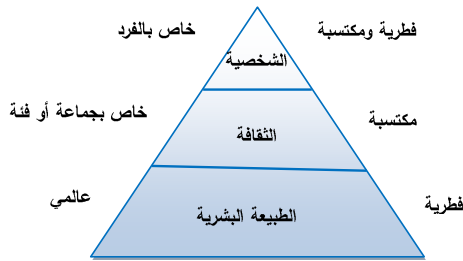 فطرية ومكتسبة
خاص بالفرد
الشخصية
مكتسبة
خاص بجماعة أو فئة
الثقافة
فطرية
عالمي
الطبيعة البشرية